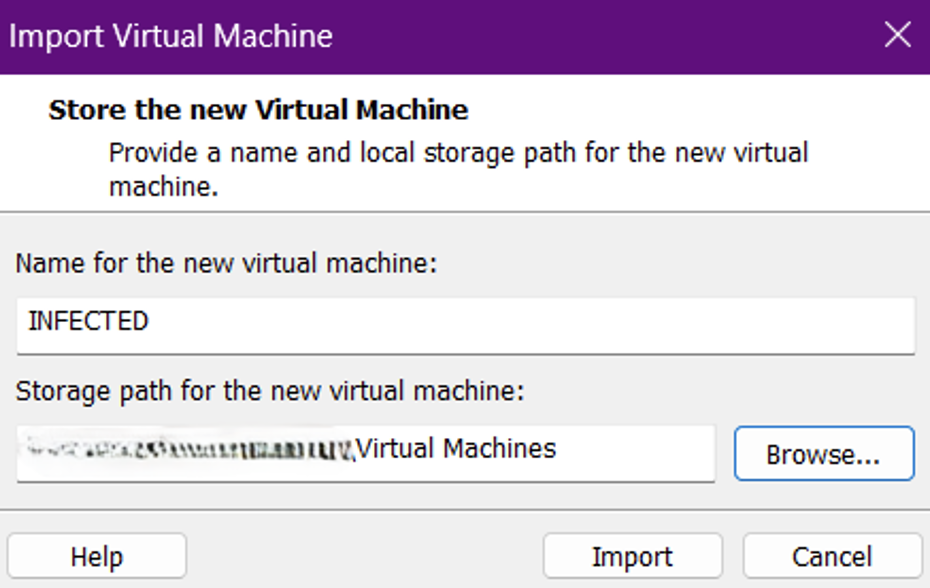 Import Virtual Machine
Store the new Virtual Machine
Provide a name and local storage path for the new virtual
machine.
Name for the new virtual machine:
INFECTED
Storage path for the new virtual machine:
\Virtual Machines
Browse...
Help
Import
Cancel